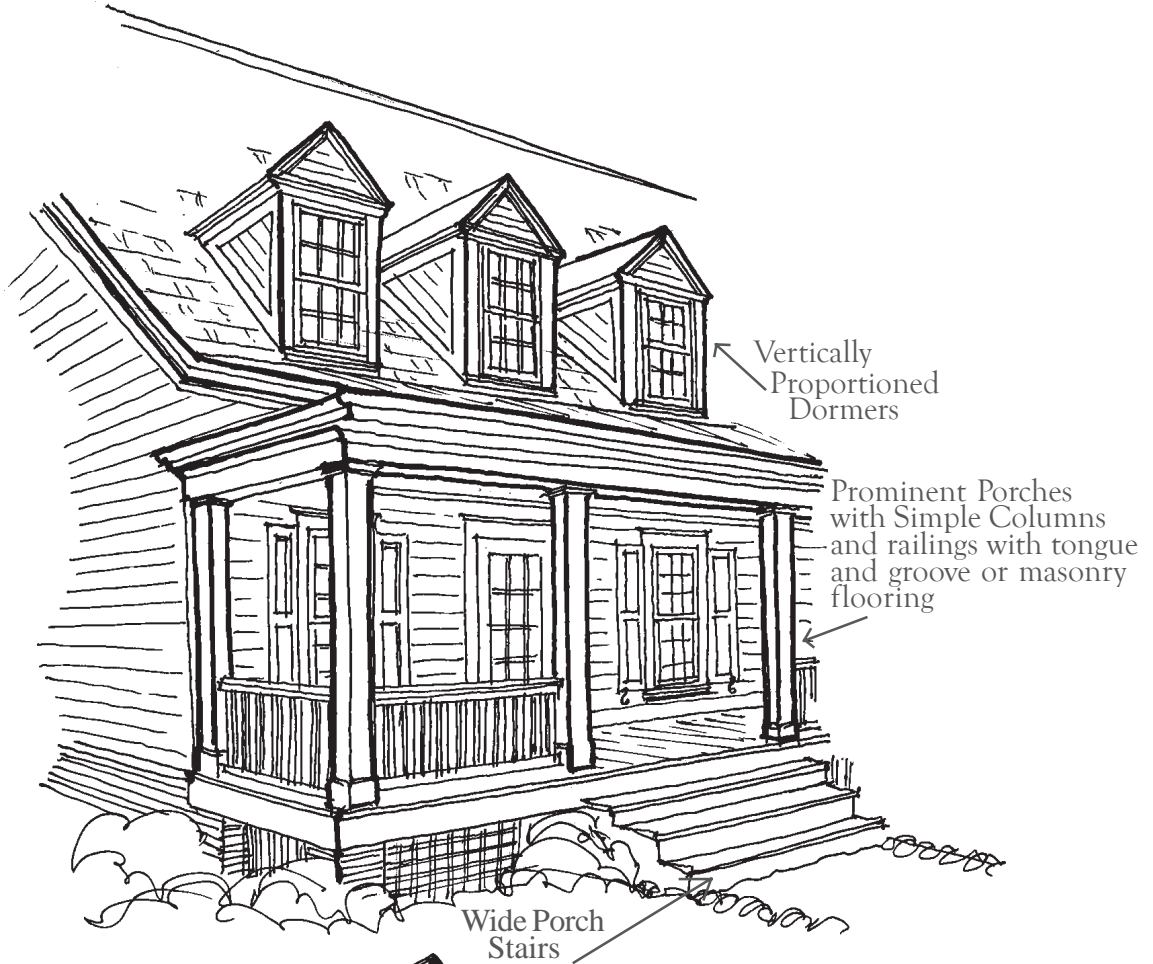 Vertically
Proportioned
Dormers
Prominent Porches
with Simple Columns
and railings with tongue
and groove or masonry
flooring
Wide Porch
Stairs